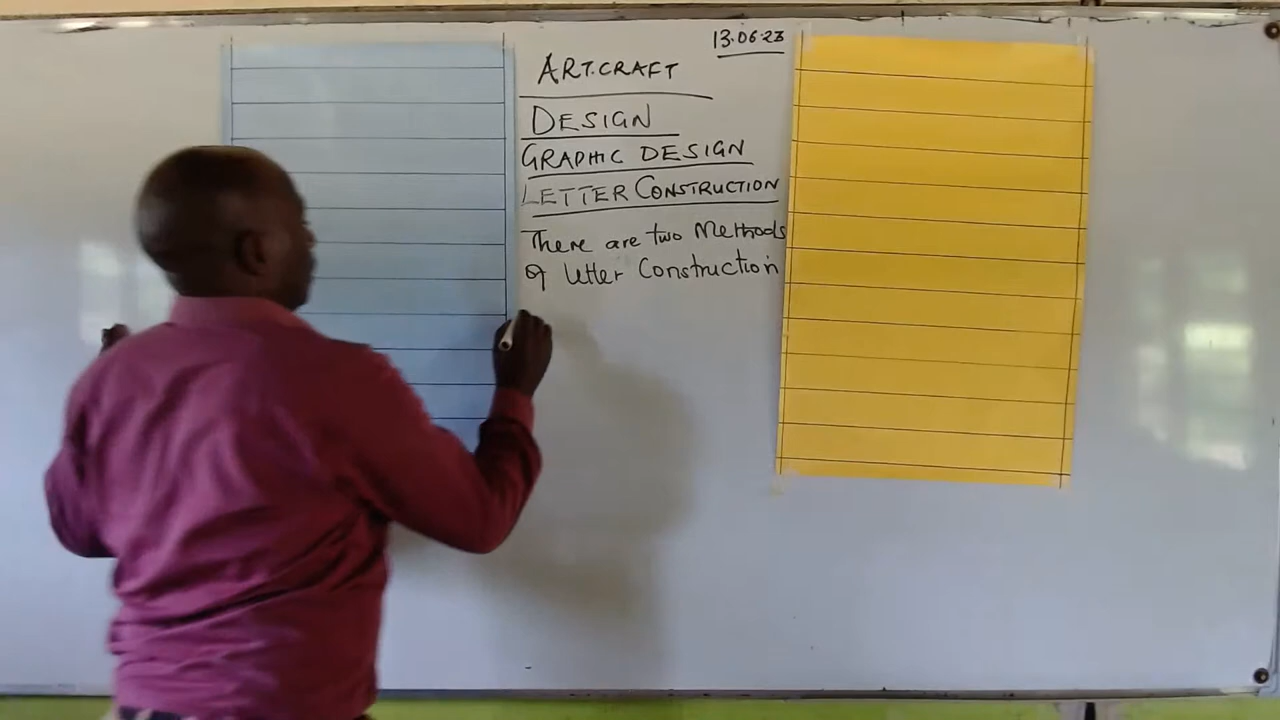 13.06.23
ART.CRAFT
DESIGN
GRAPHIC DESIGN
LETTER CONSTRUCTION
There are two Methods
of letter Construction